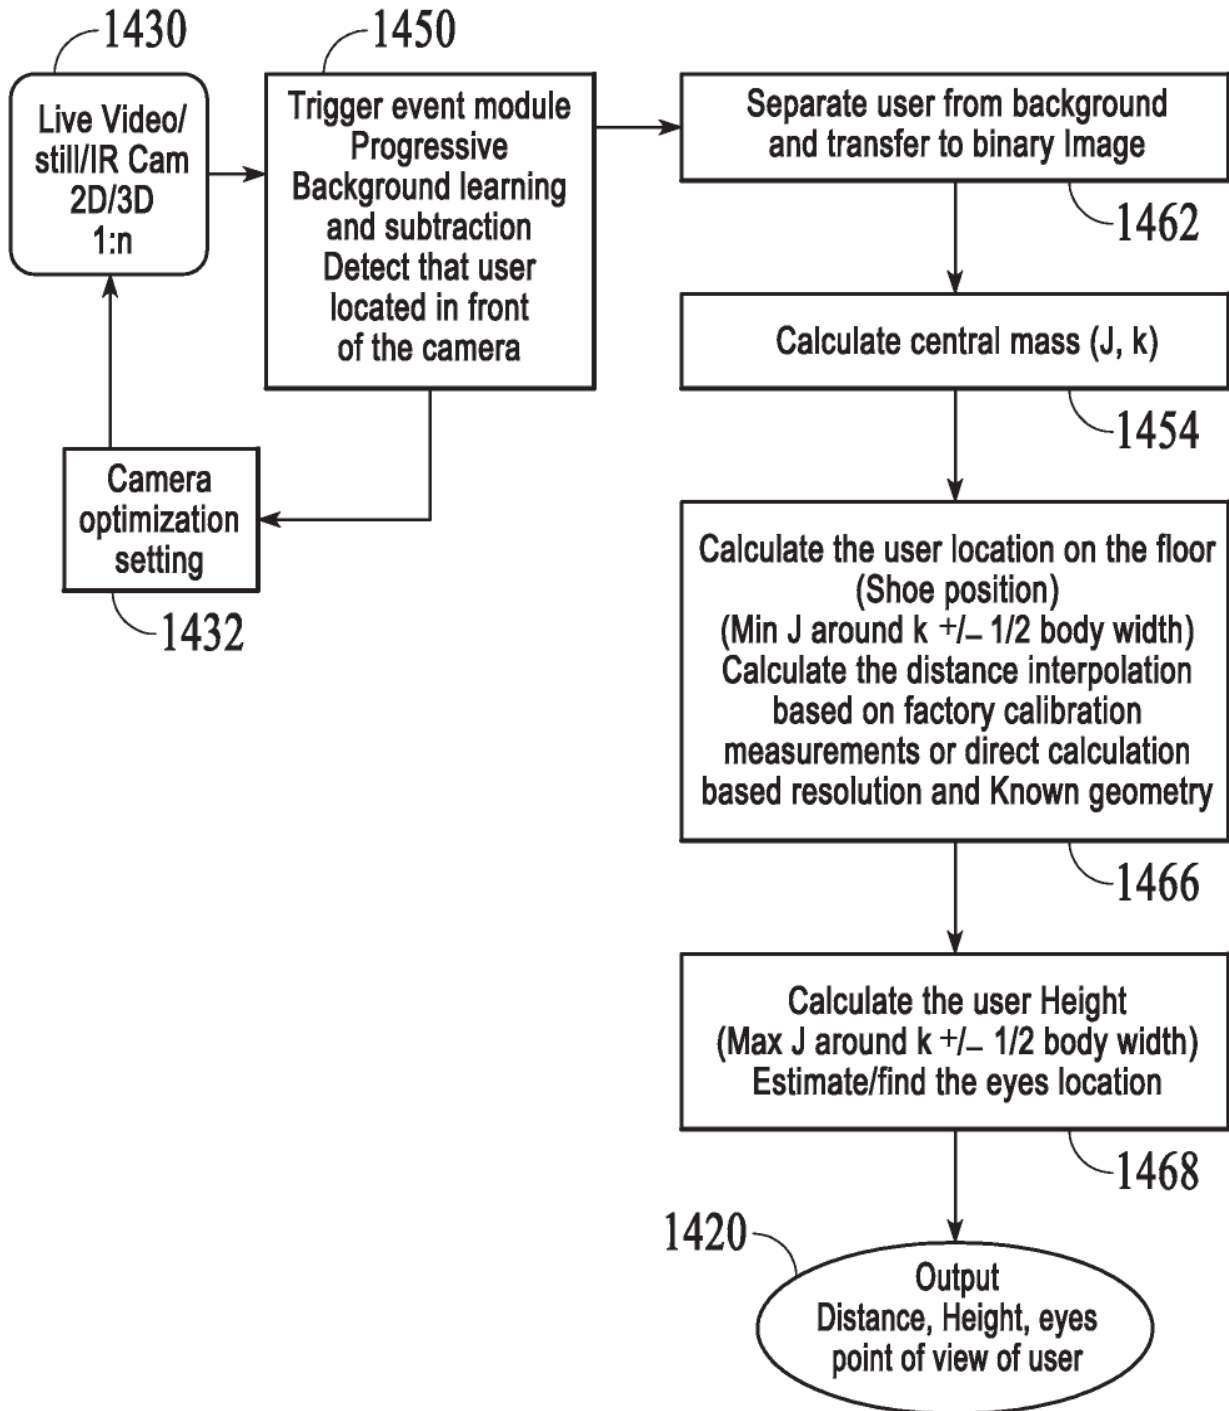 1430
Live Video/
still/IR Cam
2D/3D
1:n
1450
Trigger event module
Progressive
Background learning
and subtraction
Detect that user
located in front
of the camera
Camera
optimization
setting
1432
Separate user from background
and transfer to binary Image
1462
Calculate central mass (J, k)
1454
Calculate the user location on the floor
(Shoe position)
(Min J around k +/– 1/2 body width)
Calculate the distance interpolation
based on factory calibration
measurements or direct calculation
based resolution and Known geometry
1466
Calculate the user Height
(Max J around k +/– 1/2 body width)
Estimate/find the eyes location
1468
1420
Output
Distance, Height, eyes
point of view of user